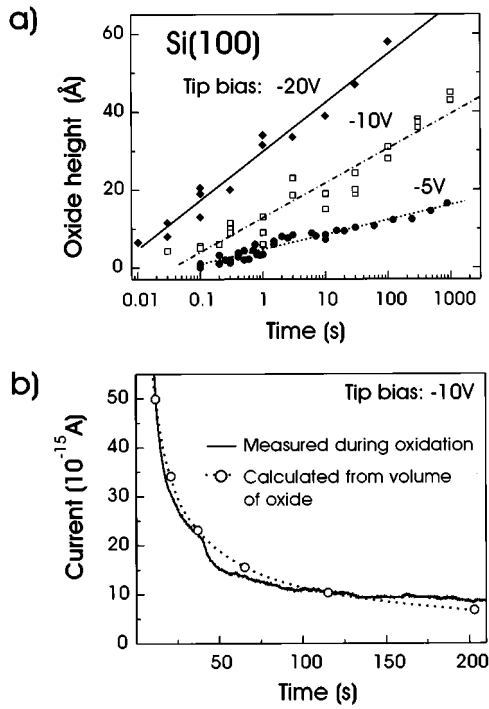 a)
Si(100)
Tip bias: -20V
-10V
-5V
Oxide height (Å)
60
40
20
0
0.01 0.1 1 10 100 1000
Time (s)
b)
Tip bias: -10V
Measured during oxidation
Calculated from volume
of oxide
Current (10⁻¹⁵ A)
50
40
30
20
10
0
50 100 150 200
Time (s)